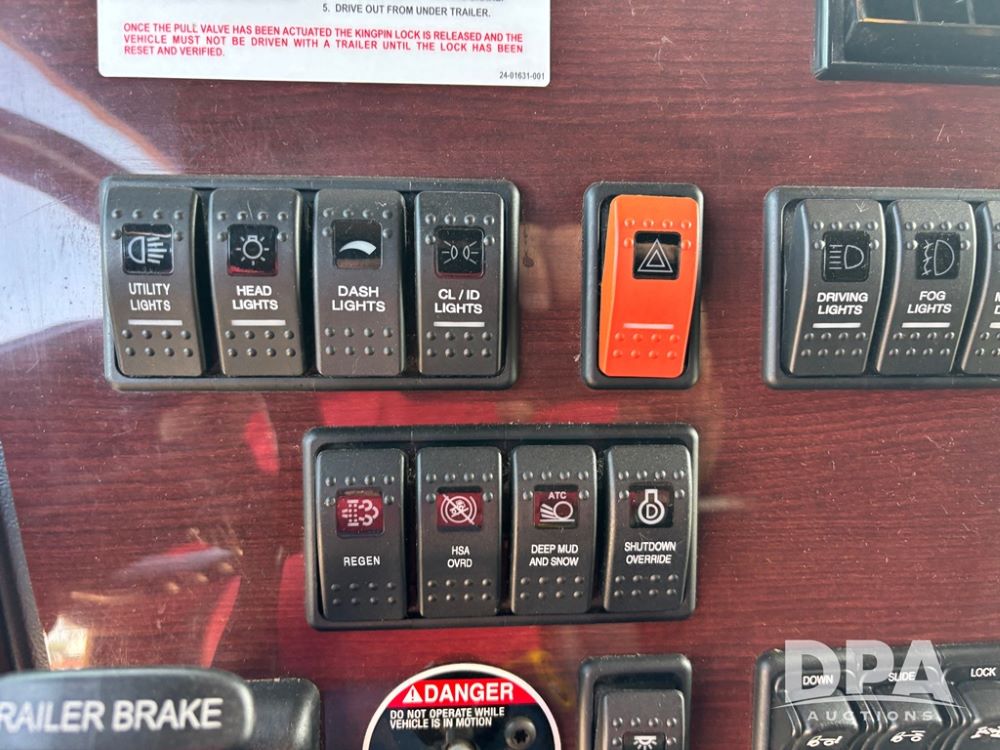 5. DRIVE OUT FROM UNDER TRAILER.
ONCE THE PULL VALVE HAS BEEN ACTUATED THE KINGPIN LOCK IS RELEASED AND THE
VEHICLE MUST NOT BE DRIVEN WITH A TRAILER UNTIL THE LOCK HAS BEEN
RESET AND VERIFIED.
24-01631-001
UTILITY
LIGHTS
HEAD
LIGHTS
DASH
LIGHTS
CL / ID
LIGHTS
DRIVING
LIGHTS
FOG
LIGHTS
REGEN
HSA
OVRD
ATC
DEEP MUD
AND SNOW
D
SHUTDOWN
OVERRIDE
RAILER BRAKE
DANGER
DO NOT OPERATE WHILE
VEHICLE IS IN MOTION
DOWN
SLIDE
LOCK
DPA
AUCTIONS